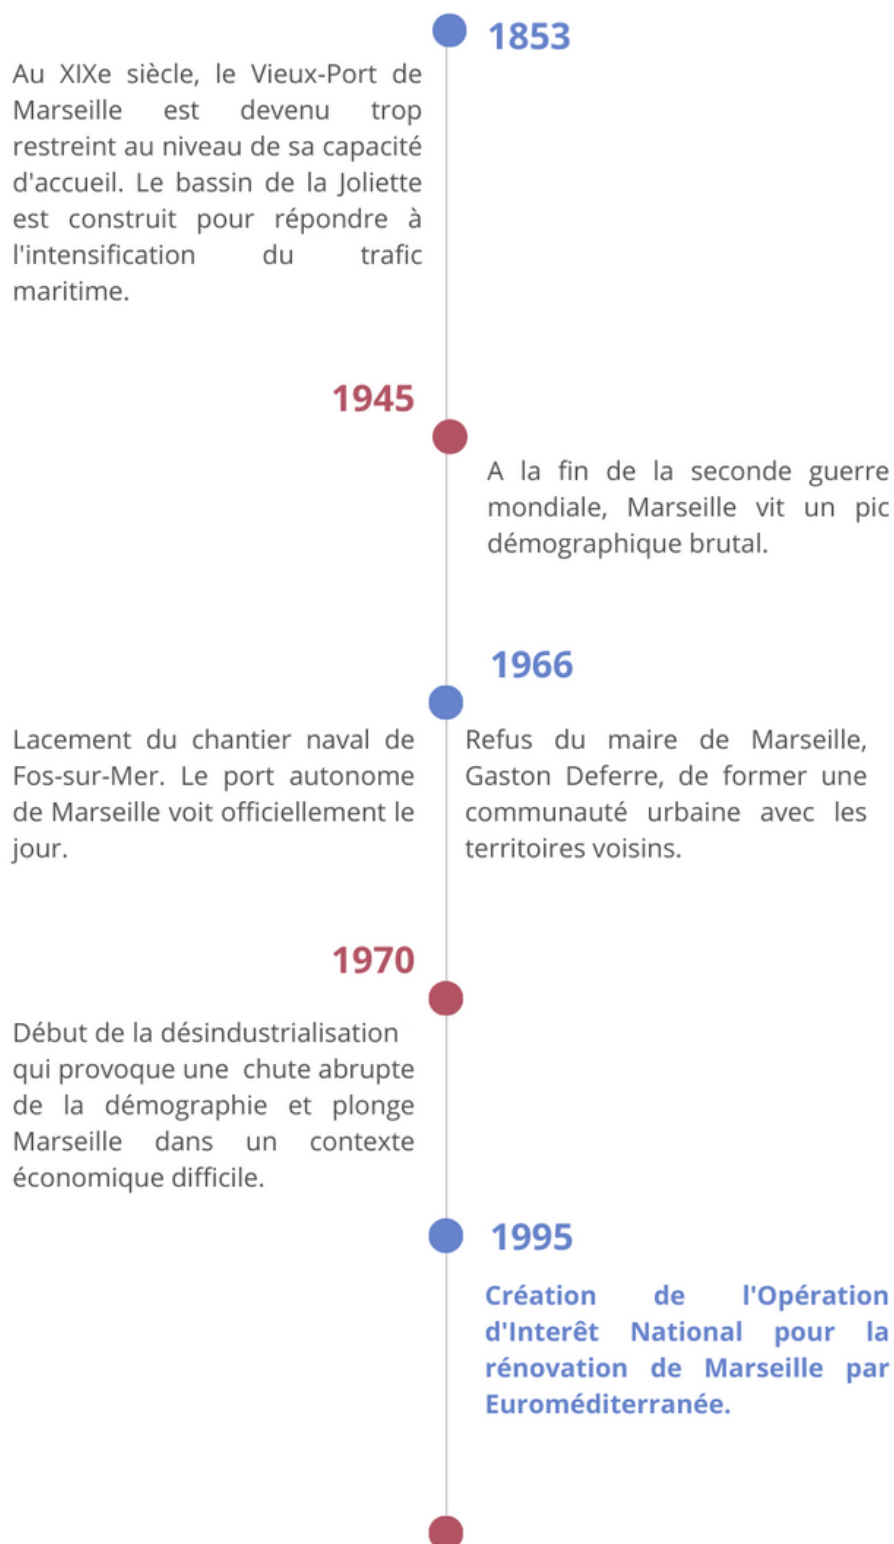 1853
Au XIXe siècle, le Vieux-Port de
Marseille est devenu trop
restreint au niveau de sa capacité
d'accueil. Le bassin de la Joliette
est construit pour répondre à
l'intensification du trafic
maritime.
1945
A la fin de la seconde guerre
mondiale, Marseille vit un pic
démographique brutal.
1966
Lacement du chantier naval de
Fos-sur-Mer. Le port autonome
de Marseille voit officiellement le
jour.
Refus du maire de Marseille,
Gaston Deferre, de former une
communauté urbaine avec les
territoires voisins.
1970
Début de la désindustrialisation
qui provoque une chute abrupte
de la démographie et plonge
Marseille dans un contexte
économique difficile.
1995
Création de l'Opération
d'Interêt National pour la
rénovation de Marseille par
Euroméditerranée.